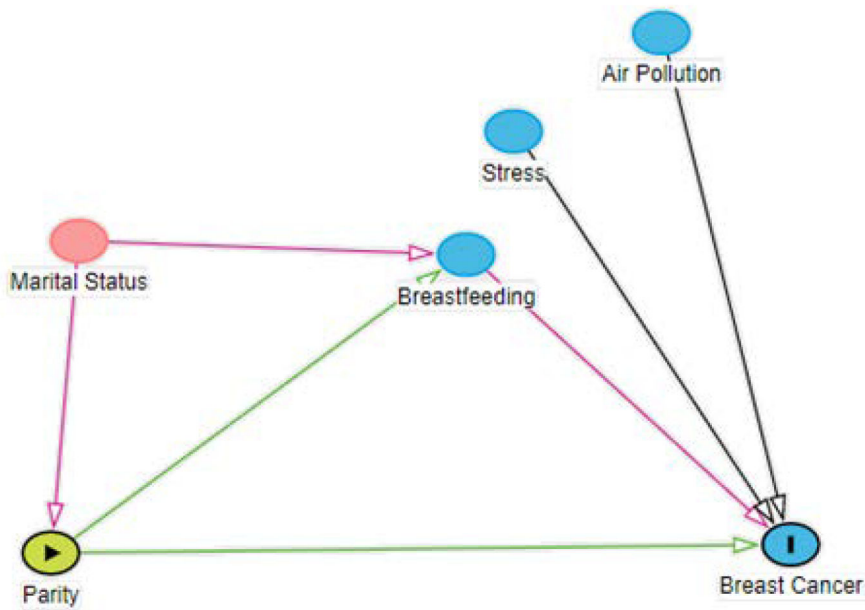 Air Pollution
Stress
Marital Status
Breastfeeding
Parity
Breast Cancer